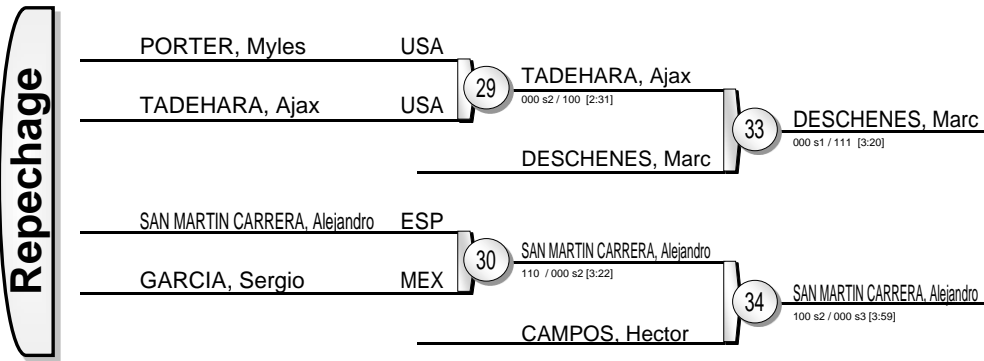 Repechage
PORTER, Myles USA
TADEHARA, Ajax USA
29
TADEHARA, Ajax
000 s2 / 100 [2:31]
DESCHENES, Marc
33
DESCHENES, Marc
000 s1 / 111 [3:20]
SAN MARTIN CARRERA, Alejandro ESP
GARCIA, Sergio MEX
30
SAN MARTIN CARRERA, Alejandro
110 / 000 s2 [3:22]
CAMPOS, Hector
34
SAN MARTIN CARRERA, Alejandro
100 s2 / 000 s3 [3:59]